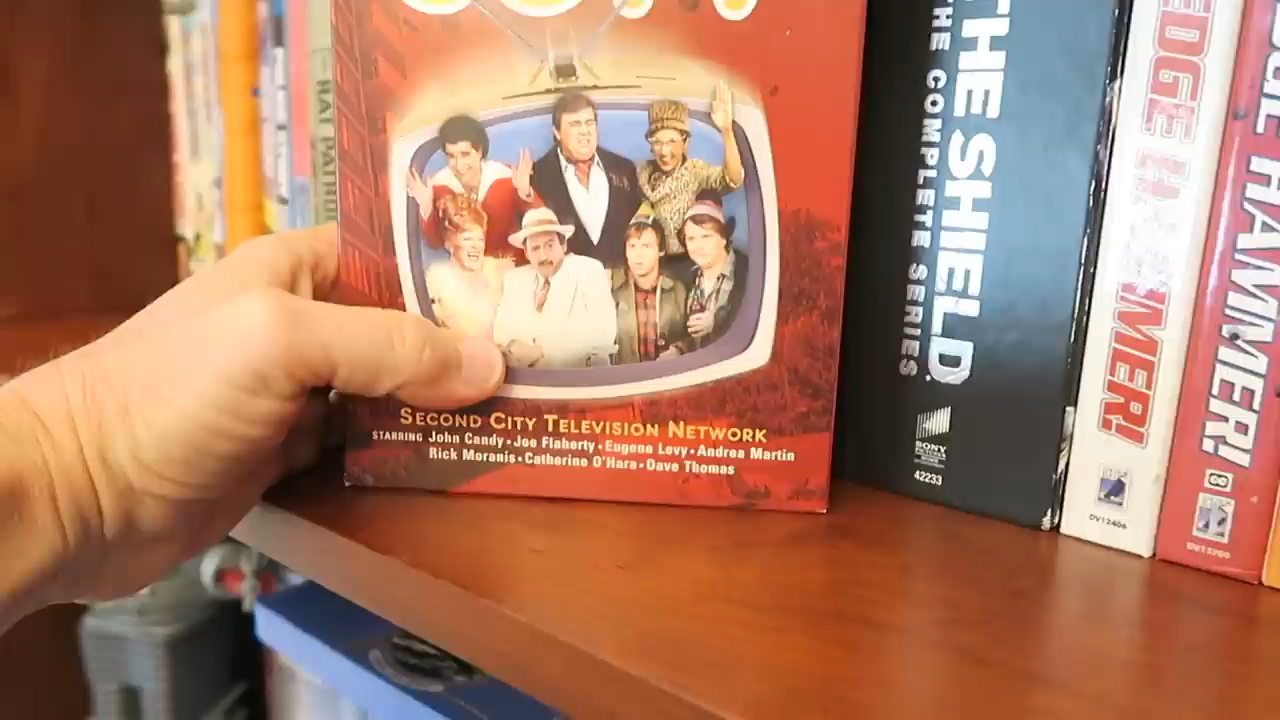 SCTV
SECOND CITY TELEVISION NETWORK
STARRING John Candy • Joe Flaherty • Eugene Levy • Andrea Martin
Rick Moranis • Catherine O'Hara • Dave Thomas
THE SHIELD
THE COMPLETE SERIES
SONY
42233
HAMMER!
DV12406
HAMMER!